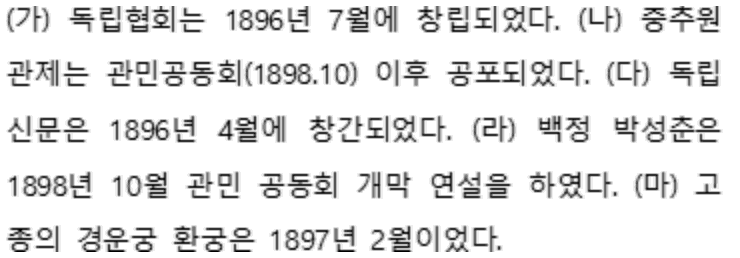 (가) 독립협회는 1896년 7월에 창립되었다. (나) 중추원
관제는 관민공동회(1898.10) 이후 공포되었다. (다) 독립
신문은 1896년 4월에 창간되었다. (라) 백정 박성춘은
1898년 10월 관민 공동회 개막 연설을 하였다. (마) 고
종의 경운궁 환궁은 1897년 2월이었다.